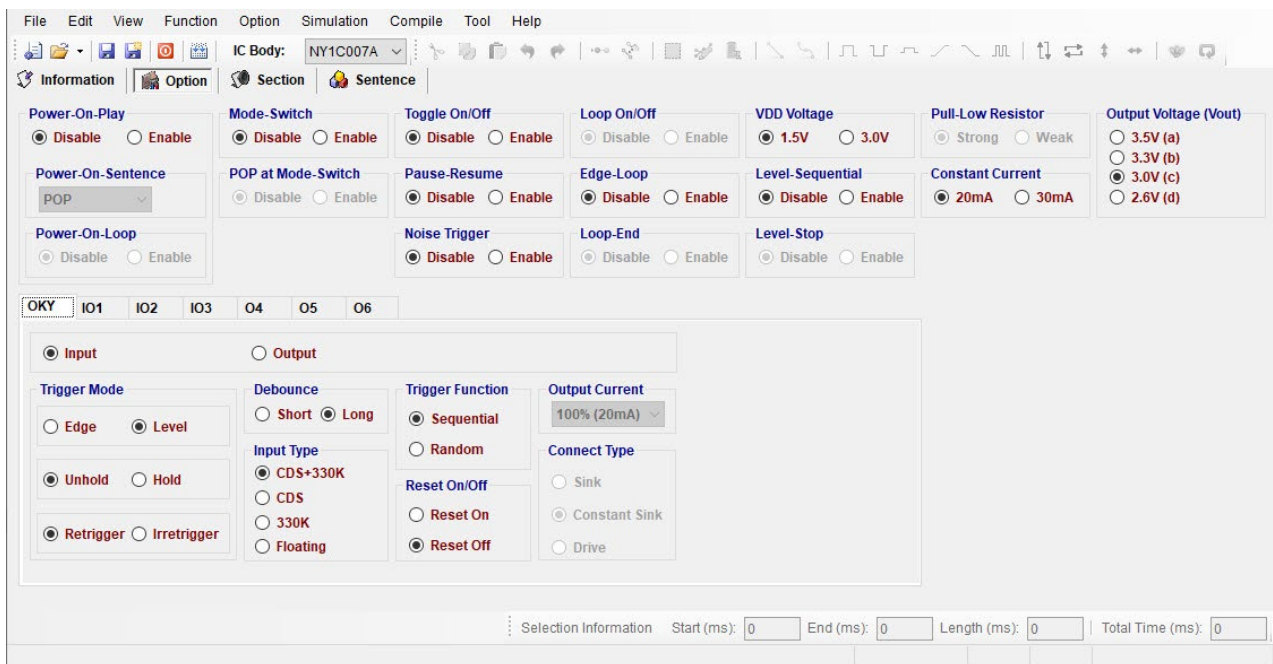 File Edit View Function Option Simulation Compile Tool Help
IC Body: NY1C007A
Information Option Section Sentence
Power-On-Play Mode-Switch Toggle On/Off Loop On/Off VDD Voltage Pull-Low Resistor Output Voltage (Vout)
Disable Enable Disable Enable Disable Enable Disable Enable 1.5V 3.0V Strong Weak 3.5V (a)
3.3V (b)
Power-On-Sentence POP at Mode-Switch Pause-Resume Edge-Loop Level-Sequential Constant Current 3.0V (c)
POP Disable Enable Disable Enable Disable Enable Disable Enable 20mA 30mA 2.6V (d)
Power-On-Loop Noise Trigger Loop-End Level-Stop
Disable Enable Disable Enable Disable Enable Disable Enable
OKY IO1 IO2 IO3 O4 O5 O6
Input Output
Trigger Mode Debounce Trigger Function Output Current
Edge Level Short Long Sequential 100% (20mA)
Input Type Random Connect Type
Unhold Hold CDS+330K Reset On/Off Sink
CDS
330K Reset On Constant Sink
Retrigger Irretrigger Floating Reset Off Drive
Selection Information Start (ms): 0 End (ms): 0 Length (ms): 0 Total Time (ms): 0